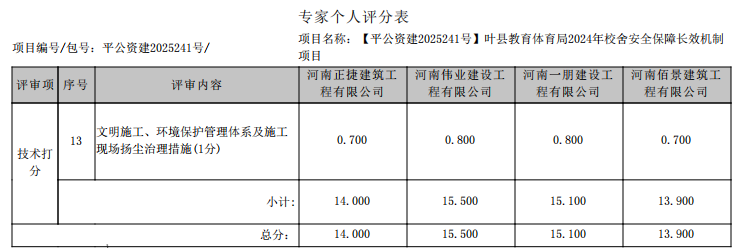 专家个人评分表
项目编号/包号：平公资建2025241号/
项目名称：【平公资建2025241号】叶县教育体育局2024年校舍安全保障长效机制
项目
评审项 序号 评审内容 河南正捷建筑工 河南伟业建设工 河南一朋建设工 河南佰景建筑工
程有限公司 程有限公司 程有限公司 程有限公司
技术打
分
13 文明施工、环境保护管理体系及施工 0.700 0.800 0.800 0.700
现场扬尘治理措施(1分)
小计: 14.000 15.500 15.100 13.900
总分: 14.000 15.500 15.100 13.900